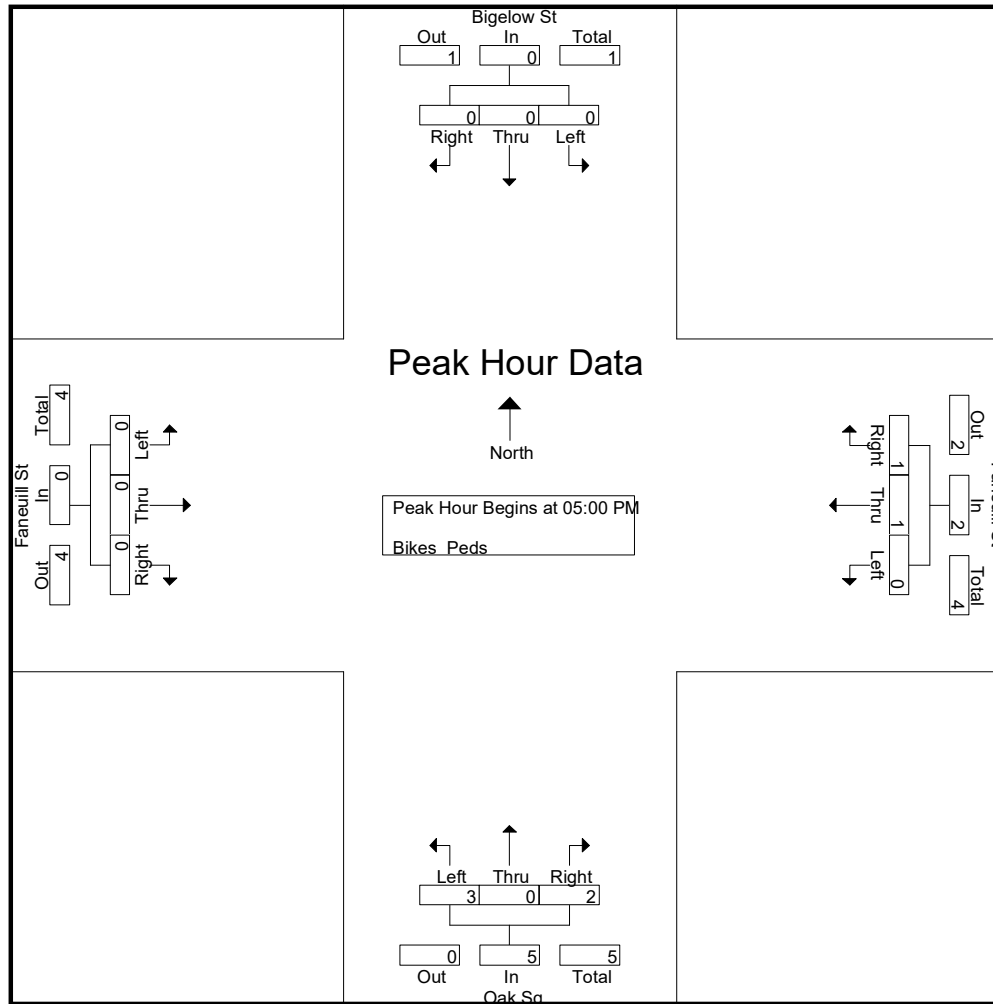 Bigelow St
Out In Total
1 0 1
0 0 0
Right Thru Left
Peak Hour Data
North
Peak Hour Begins at 05:00 PM
Bikes Peds
Faneuill St
Out In Total
4 0 4
0 0 0
Right Thru Left
Out In Total
2 2 4
Right Thru Left
1 1 0
Left Thru Right
3 0 2
0 5 5
Out In Total
Oak Sq